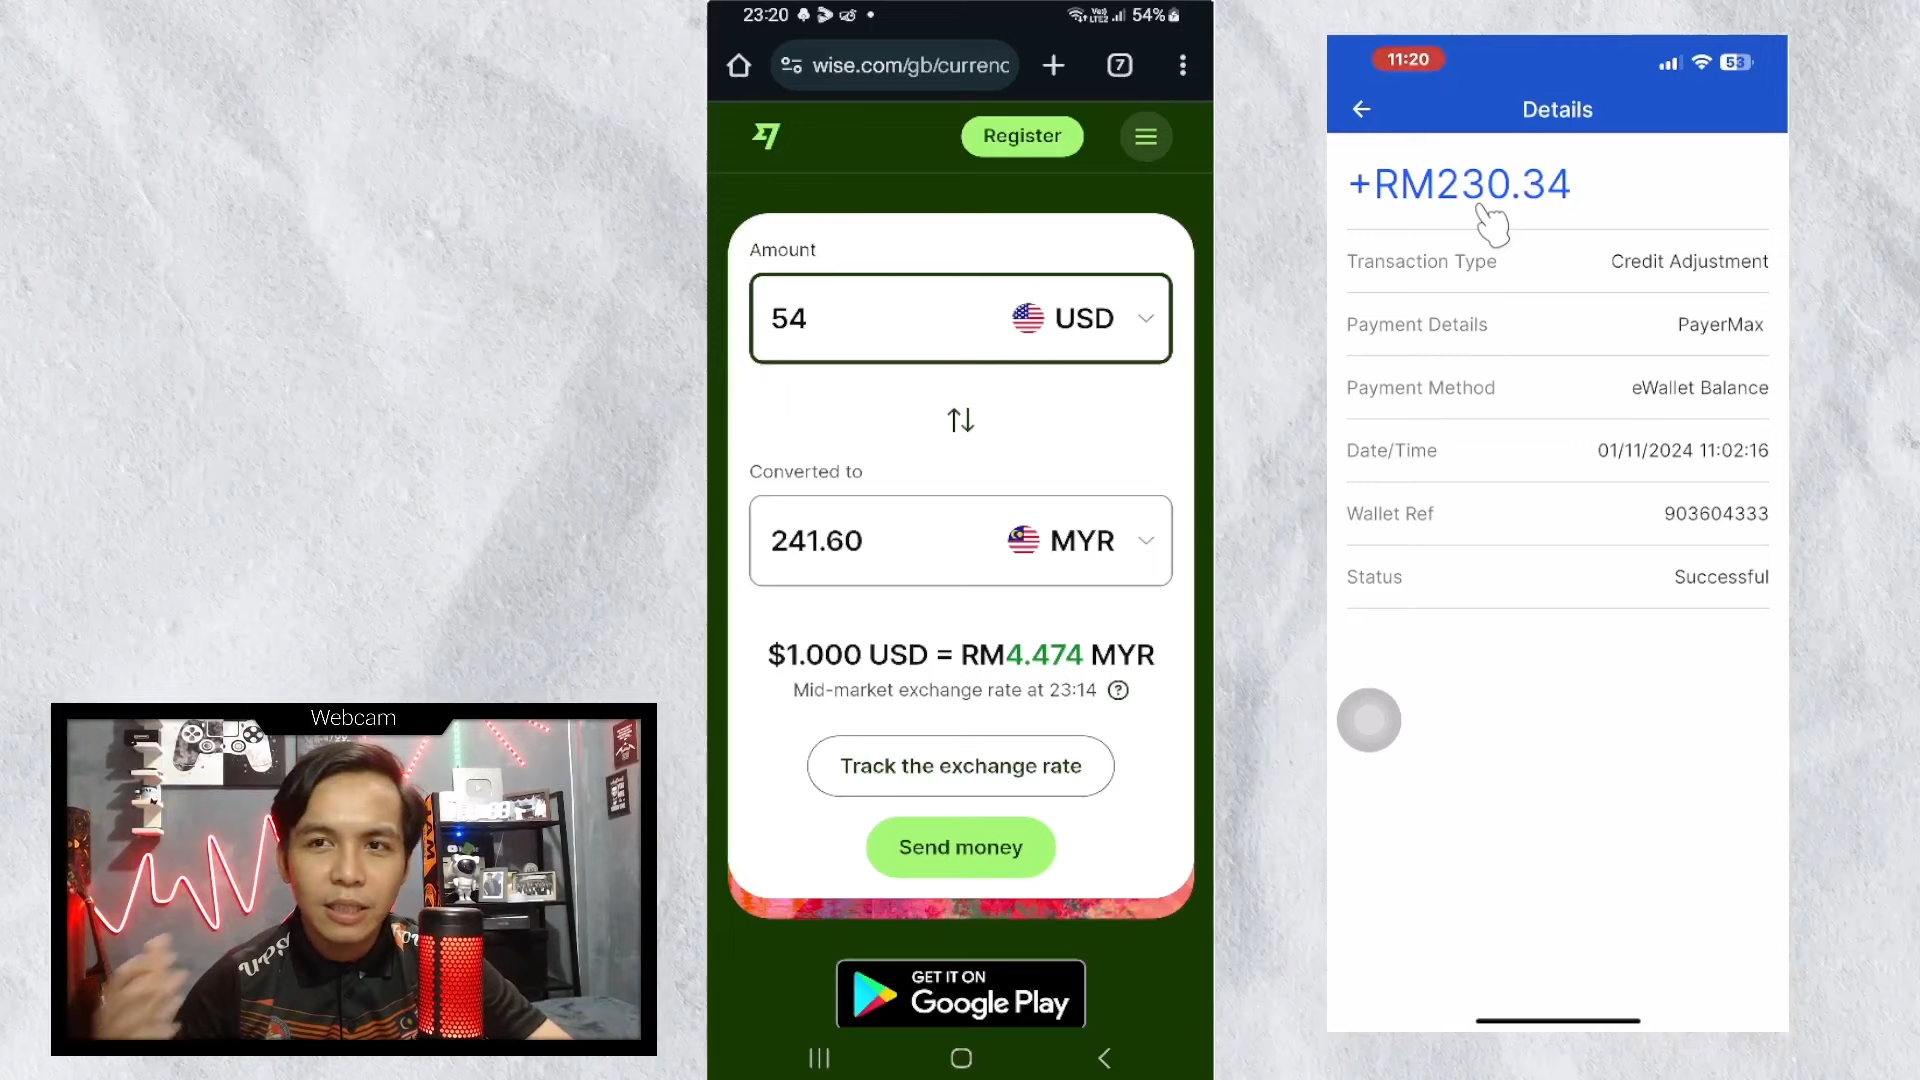 23:20
VoI) LTE2
54%
wise.com/gb/currenc
7
Register
Amount
54
USD
Converted to
241.60
MYR
$1.000 USD = RM4.474 MYR
Mid-market exchange rate at 23:14 ?
Track the exchange rate
Send money
GET IT ON
Google Play
11:20
53
Details
+RM230.34
Transaction Type
Credit Adjustment
Payment Details
PayerMax
Payment Method
eWallet Balance
Date/Time
01/11/2024 11:02:16
Wallet Ref
903604333
Status
Successful
Webcam